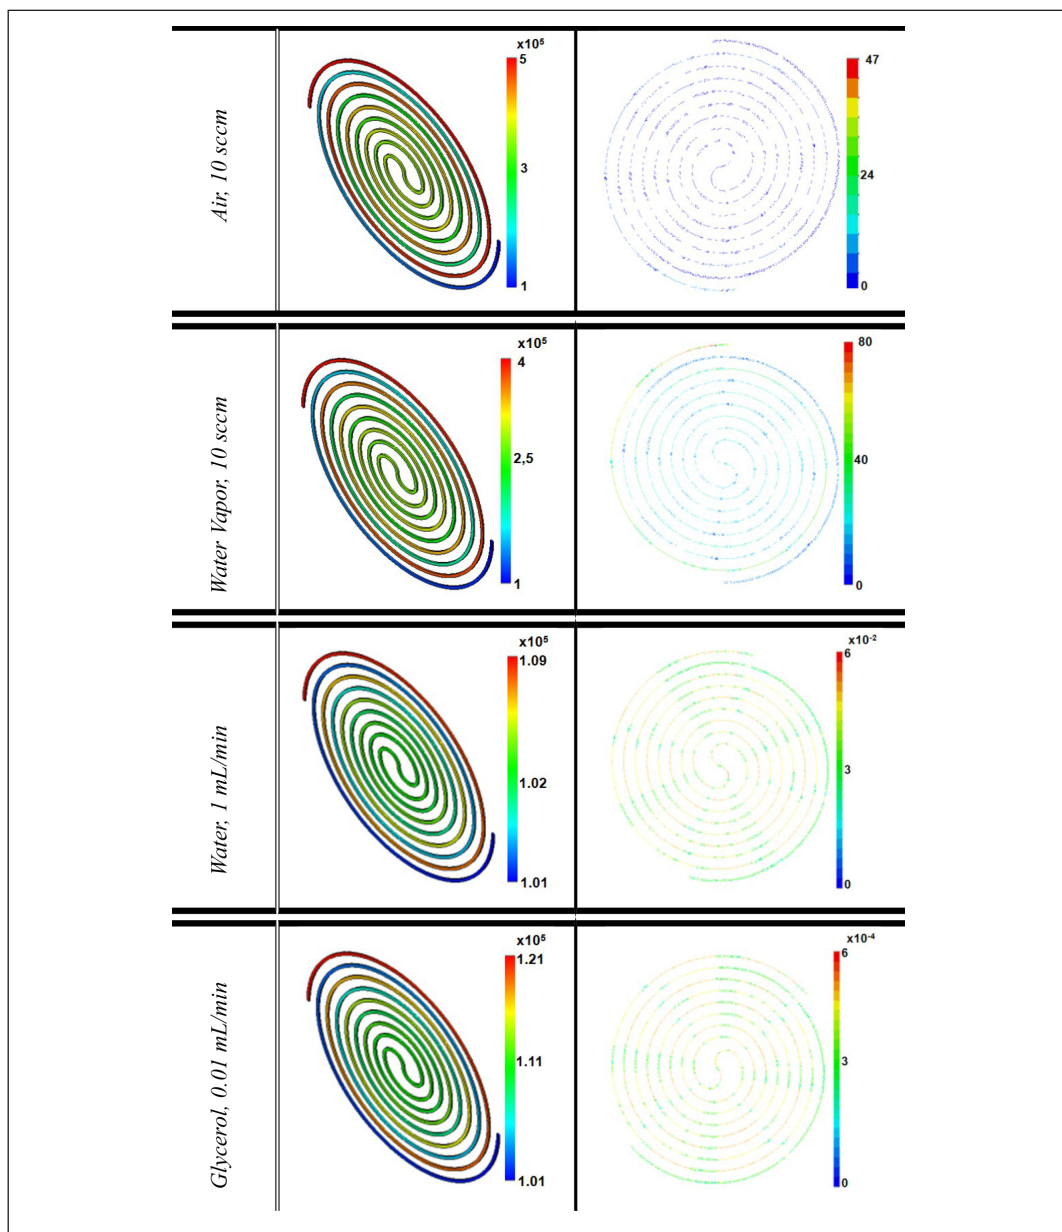 Air, 10 sccm
x10⁵
5
3
1
47
24
0
Water Vapor, 10 sccm
x10⁵
4
2,5
1
80
40
0
Water, 1 mL/min
x10⁵
1.09
1.02
1.01
x10⁻²
6
3
0
Glycerol, 0.01 mL/min
x10⁵
1.21
1.11
1.01
x10⁻⁴
6
3
0